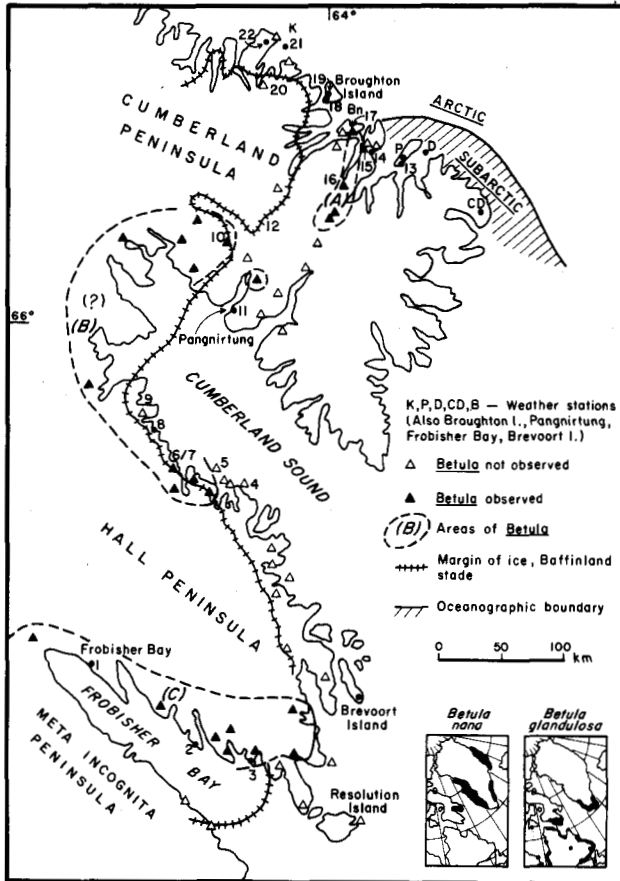 64°
K
22
21
19
Broughton
Island
20
18
Bn
17
ARCTIC
CUMBERLAND
PENINSULA
P
D
14
15
13
SUBARCTIC
16
(A)
CD
12
10
(?)
(B)
66°
11
Pangnirtung
CUMBERLAND SOUND
9
8
6/7
5
4
K,P,D,CD,B — Weather stations
(Also Broughton I., Pangnirtung,
Frobisher Bay, Brevoort I.)
Betula not observed
Betula observed
(B) Areas of Betula
Margin of ice, Baffinland
stade
Oceanographic boundary
0 50 100
km
HALL PENINSULA
Frobisher Bay
1
(C)
FROBISHER
BAY
2
3
META INCOGNITA
PENINSULA
Brevoort
Island
Resolution
Island
Betula
nana
Betula
glandulosa